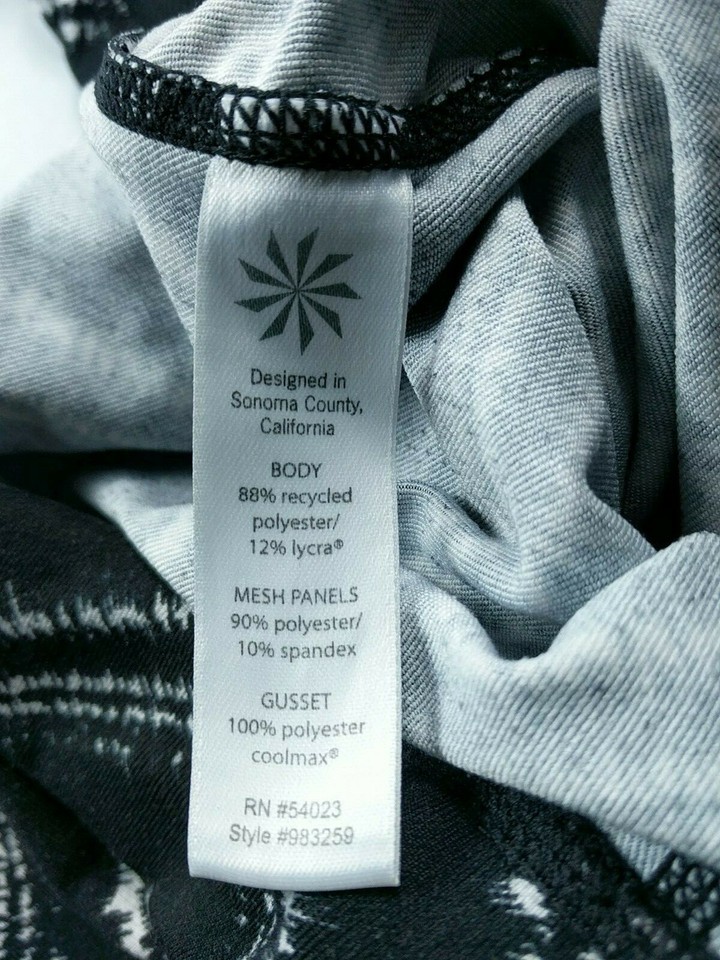 Designed in
Sonoma County,
California
BODY
88% recycled
polyester/
12% lycra®
MESH PANELS
90% polyester/
10% spandex
GUSSET
100% polyester
coolmax®
RN #54023
Style #983259